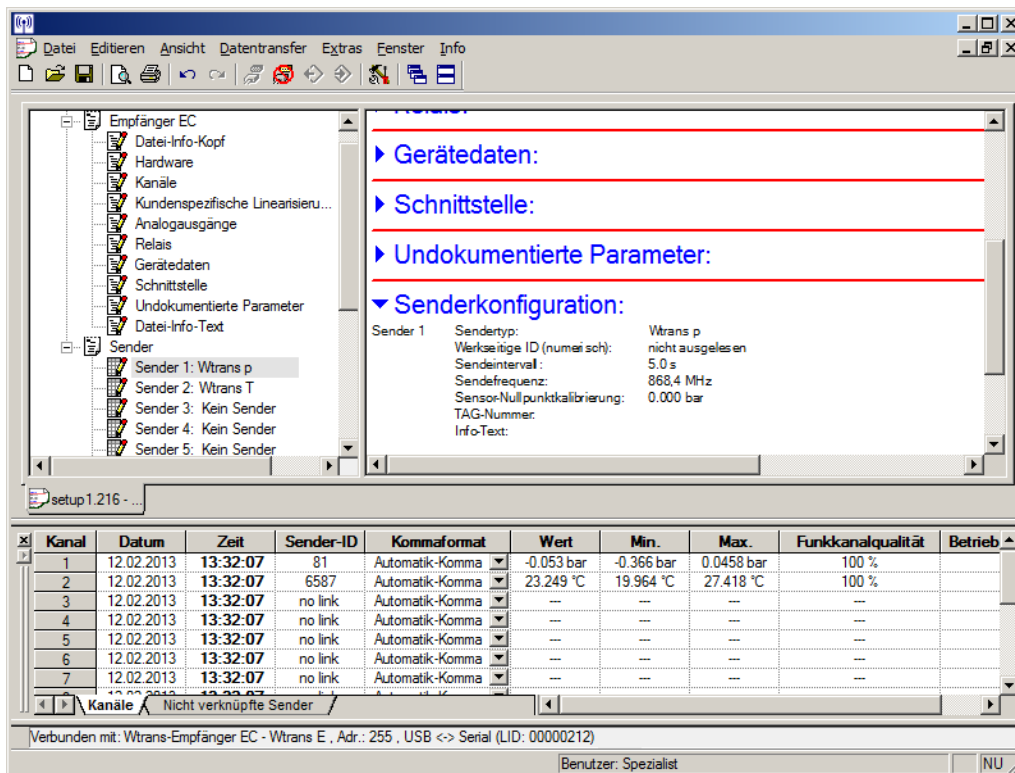 Datei Editieren Ansicht Datentransfer Extras Fenster Info
Empfänger EC
Datei-Info-Kopf
Hardware
Kanäle
Kundenspezifische Linearisieru...
Analogausgänge
Relais
Gerätedaten
Schnittstelle
Undokumentierte Parameter
Datei-Info-Text
Sender
Sender 1: Wtrans p
Sender 2: Wtrans T
Sender 3: Kein Sender
Sender 4: Kein Sender
Sender 5: Kein Sender
Gerätedaten:
Schnittstelle:
Undokumentierte Parameter:
Senderkonfiguration:
Sender 1 Sendertyp: Wtrans p
Werkseitige ID (numerisch): nicht ausgelesen
Sendeintervall: 5.0 s
Sendefrequenz: 868,4 MHz
Sensor-Nullpunktkalibrierung: 0.000 bar
TAG-Nummer:
Info-Text:
setup1.216 - ...
Kanal Datum Zeit Sender-ID Kommaformat Wert Min. Max. Funkkanalqualität Betrieb
1 12.02.2013 13:32:07 81 Automatik-Komma -0.053 bar -0.366 bar 0.0458 bar 100 %
2 12.02.2013 13:32:07 6587 Automatik-Komma 23.249 °C 19.964 °C 27.418 °C 100 %
3 12.02.2013 13:32:07 no link Automatik-Komma --- --- --- ---
4 12.02.2013 13:32:07 no link Automatik-Komma --- --- --- ---
5 12.02.2013 13:32:07 no link Automatik-Komma --- --- --- ---
6 12.02.2013 13:32:07 no link Automatik-Komma --- --- --- ---
7 12.02.2013 13:32:07 no link Automatik-Komma --- --- --- ---
Kanäle Nicht verknüpfte Sender
Verbunden mit: Wtrans-Empfänger EC - Wtrans E , Adr.: 255 , USB <-> Serial (LID: 00000212)
Benutzer: Spezialist NU